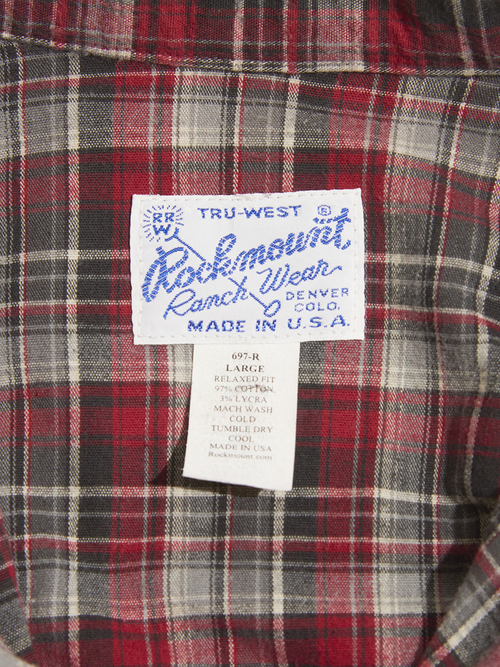 RR
W
TRU-WEST ®
Rockmount
Ranch Wear
DENVER
COLO.
MADE IN U.S.A.
697-R
LARGE
RELAXED FIT
97% COTTON
3% LYCRA
MACH WASH
COLD
TUMBLE DRY
COOL
MADE IN USA
Rockmount.com